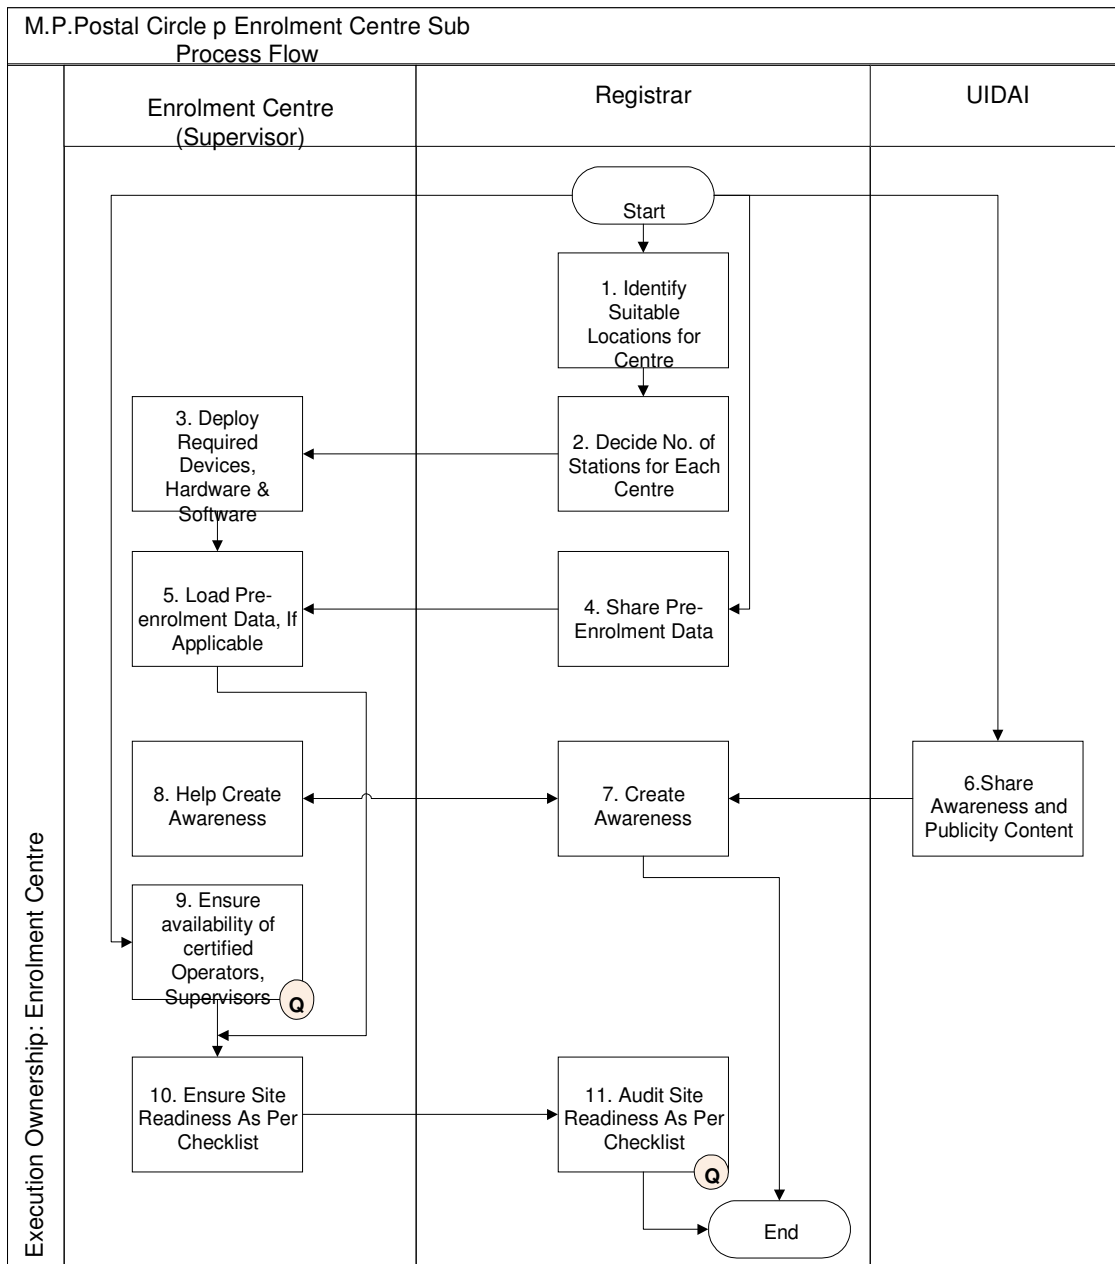 M.P.Postal Circle p Enrolment Centre Sub
Process Flow
Enrolment Centre
(Supervisor)
Registrar
UIDAI
Start
1. Identify
Suitable
Locations for
Centre
3. Deploy
Required
Devices,
Hardware &
Software
2. Decide No. of
Stations for Each
Centre
5. Load Pre-
enrolment Data, If
Applicable
4. Share Pre-
Enrolment Data
8. Help Create
Awareness
7. Create
Awareness
6.Share
Awareness and
Publicity Content
9. Ensure
availability of
certified
Operators,
Supervisors
Q
10. Ensure Site
Readiness As Per
Checklist
11. Audit Site
Readiness As Per
Checklist
Q
End
Execution Ownership: Enrolment Centre